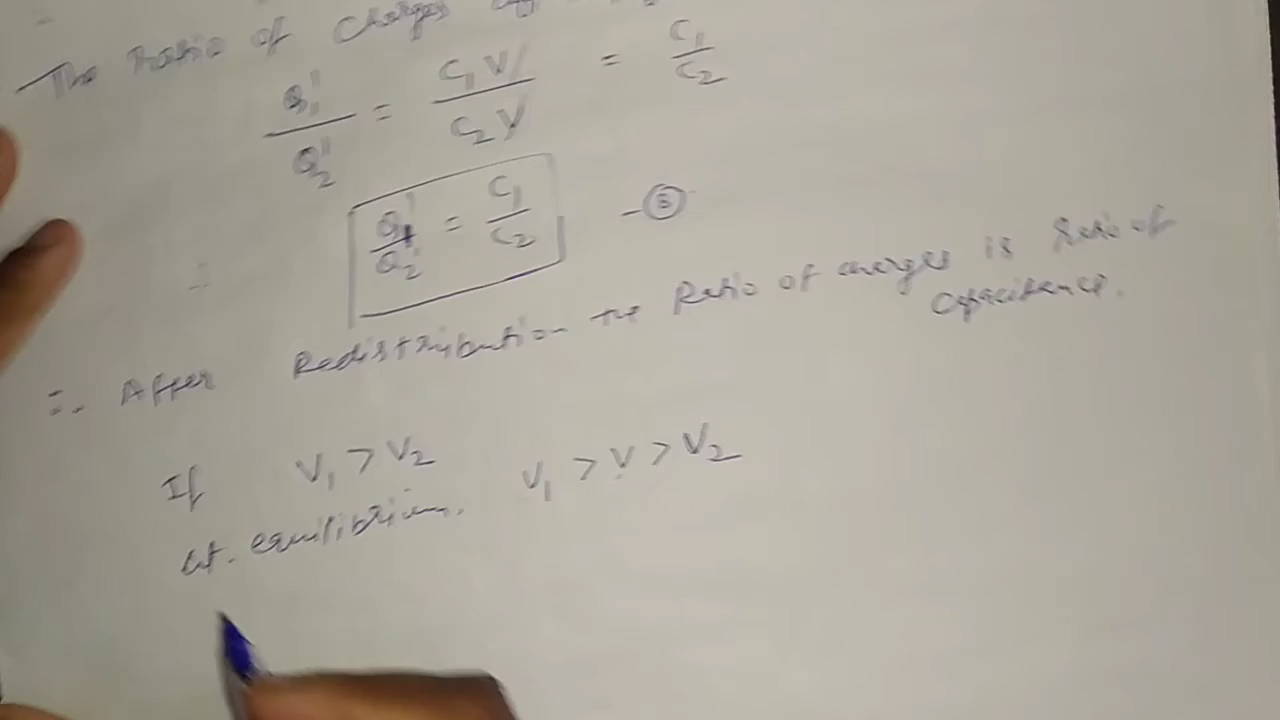 The Ratio of Charges
Q₁'/Q₂' = C₁V/C₂V = C₁/C₂
∴ Q₁'/Q₂' = C₁/C₂ -
∴ After Redistribution the Ratio of charges is Ratio of
Capacitance.
If V₁ > V₂
at. equilibrium, V₁ > V > V₂